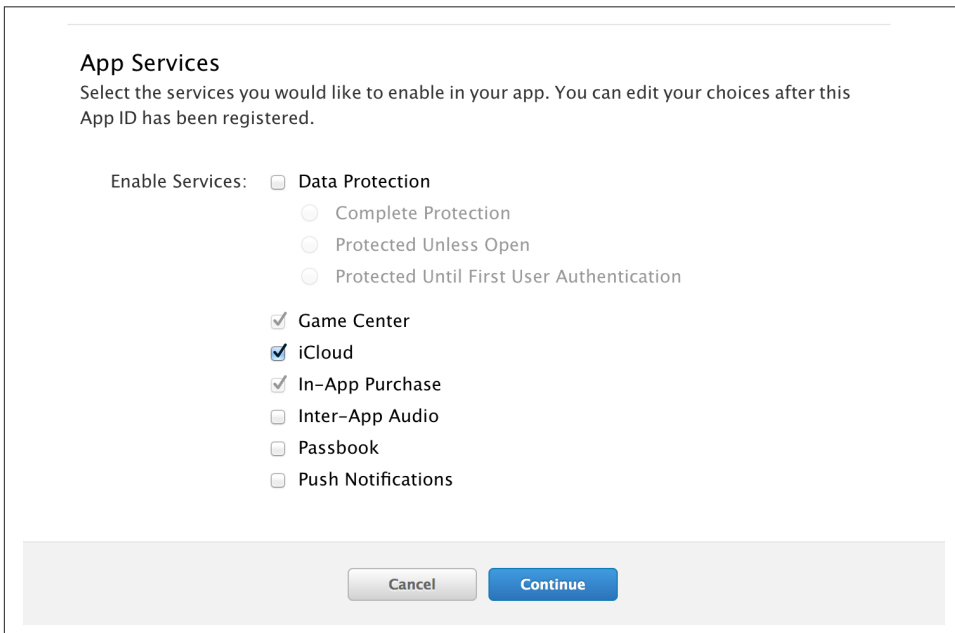 App Services
Select the services you would like to enable in your app. You can edit your choices after this
App ID has been registered.
Enable Services:
Data Protection
Complete Protection
Protected Unless Open
Protected Until First User Authentication
Game Center
iCloud
In-App Purchase
Inter-App Audio
Passbook
Push Notifications
Cancel
Continue